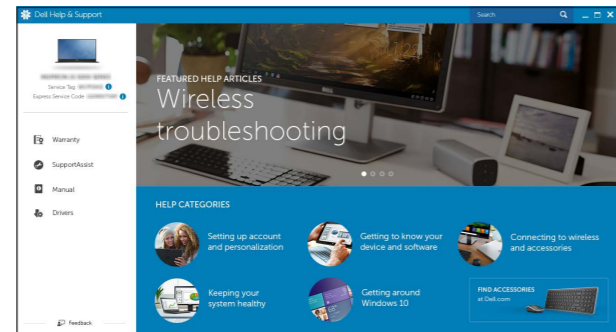 Dell Help & Support
Search
Service Tag:
Express Service Code:
Warranty
SupportAssist
Manual
Drivers
Feedback
FEATURED HELP ARTICLES
Wireless
troubleshooting
HELP CATEGORIES
Setting up account
and personalization
Getting to know your
device and software
Connecting to wireless
and accessories
Keeping your
system healthy
Getting around
Windows 10
FIND ACCESSORIES
at Dell.com